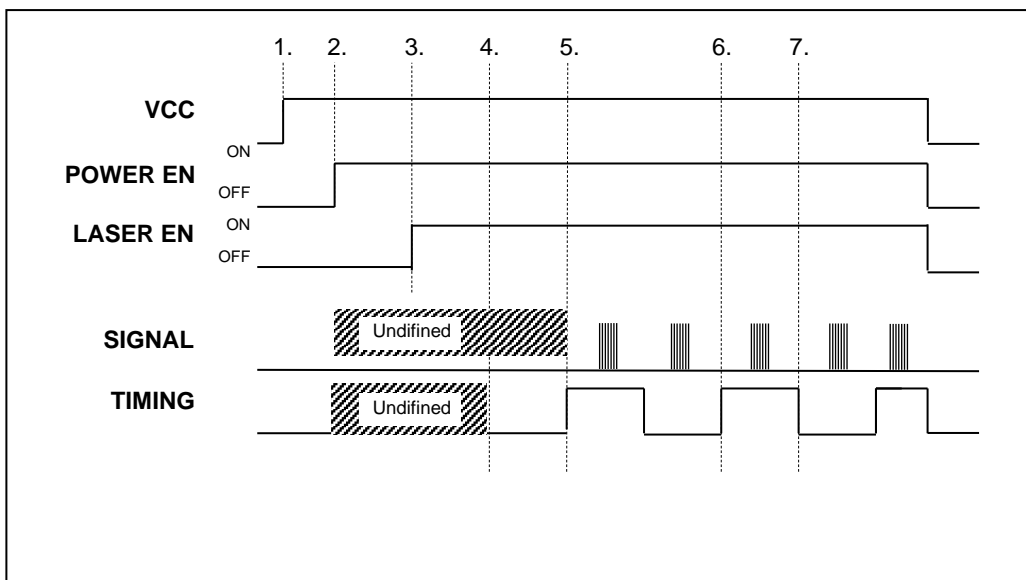 1. 2. 3. 4. 5. 6. 7.
VCC
ON
POWER EN
OFF
ON
LASER EN
OFF
Undifined
SIGNAL
TIMING
Undifined